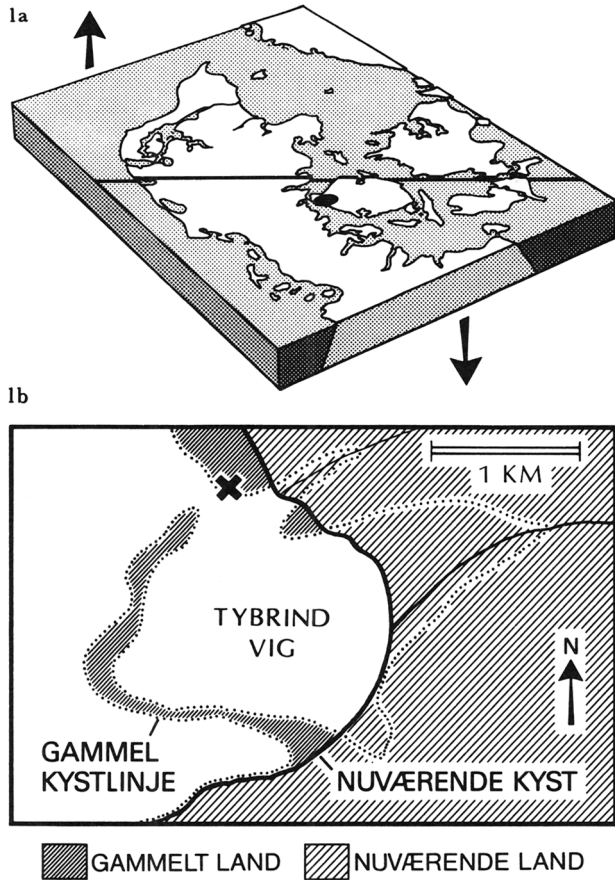 1a
1b
1 KM
TYBRIND
VIG
N
GAMMEL
KYSTLINJE
NUVÆRENDE KYST
GAMMELT LAND
NUVÆRENDE LAND